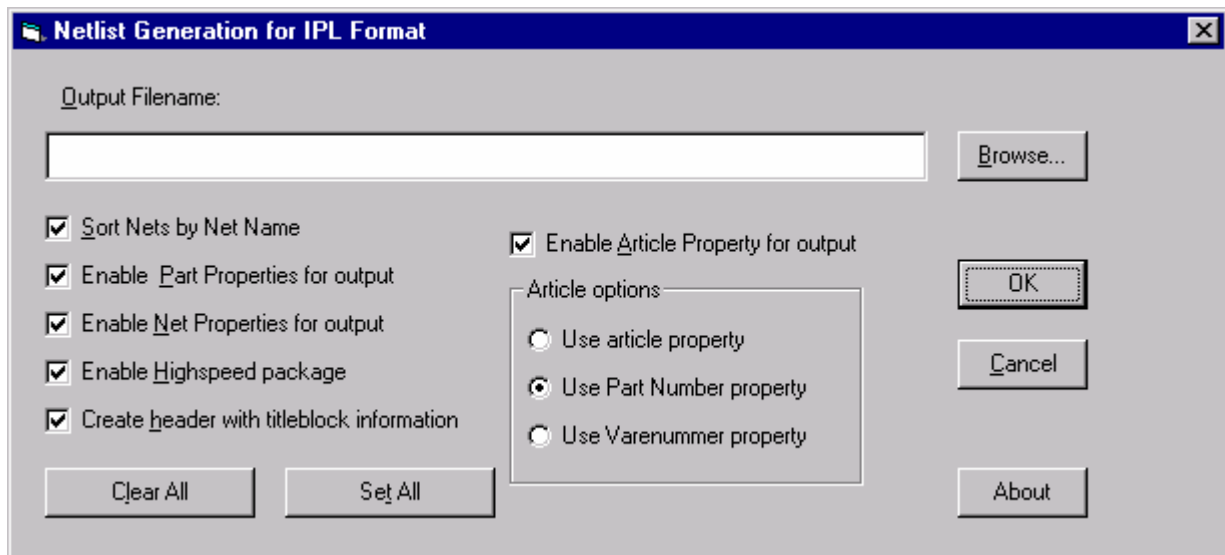 Netlist Generation for IPL Format
Output Filename:
Browse...
Sort Nets by Net Name
Enable Part Properties for output
Enable Net Properties for output
Enable Highspeed package
Create header with titleblock information
Clear All
Set All
Enable Article Property for output
Article options
Use article property
Use Part Number property
Use Varenummer property
OK
Cancel
About